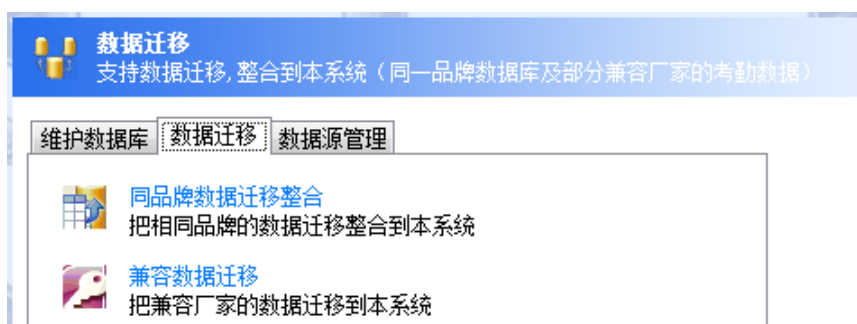 数据迁移
支持数据迁移,整合到本系统（同一品牌数据库及部分兼容厂家的考勤数据）
维护数据库 数据迁移 数据源管理
同品牌数据迁移整合
把相同品牌的数据迁移整合到本系统
兼容数据迁移
把兼容厂家的数据迁移到本系统